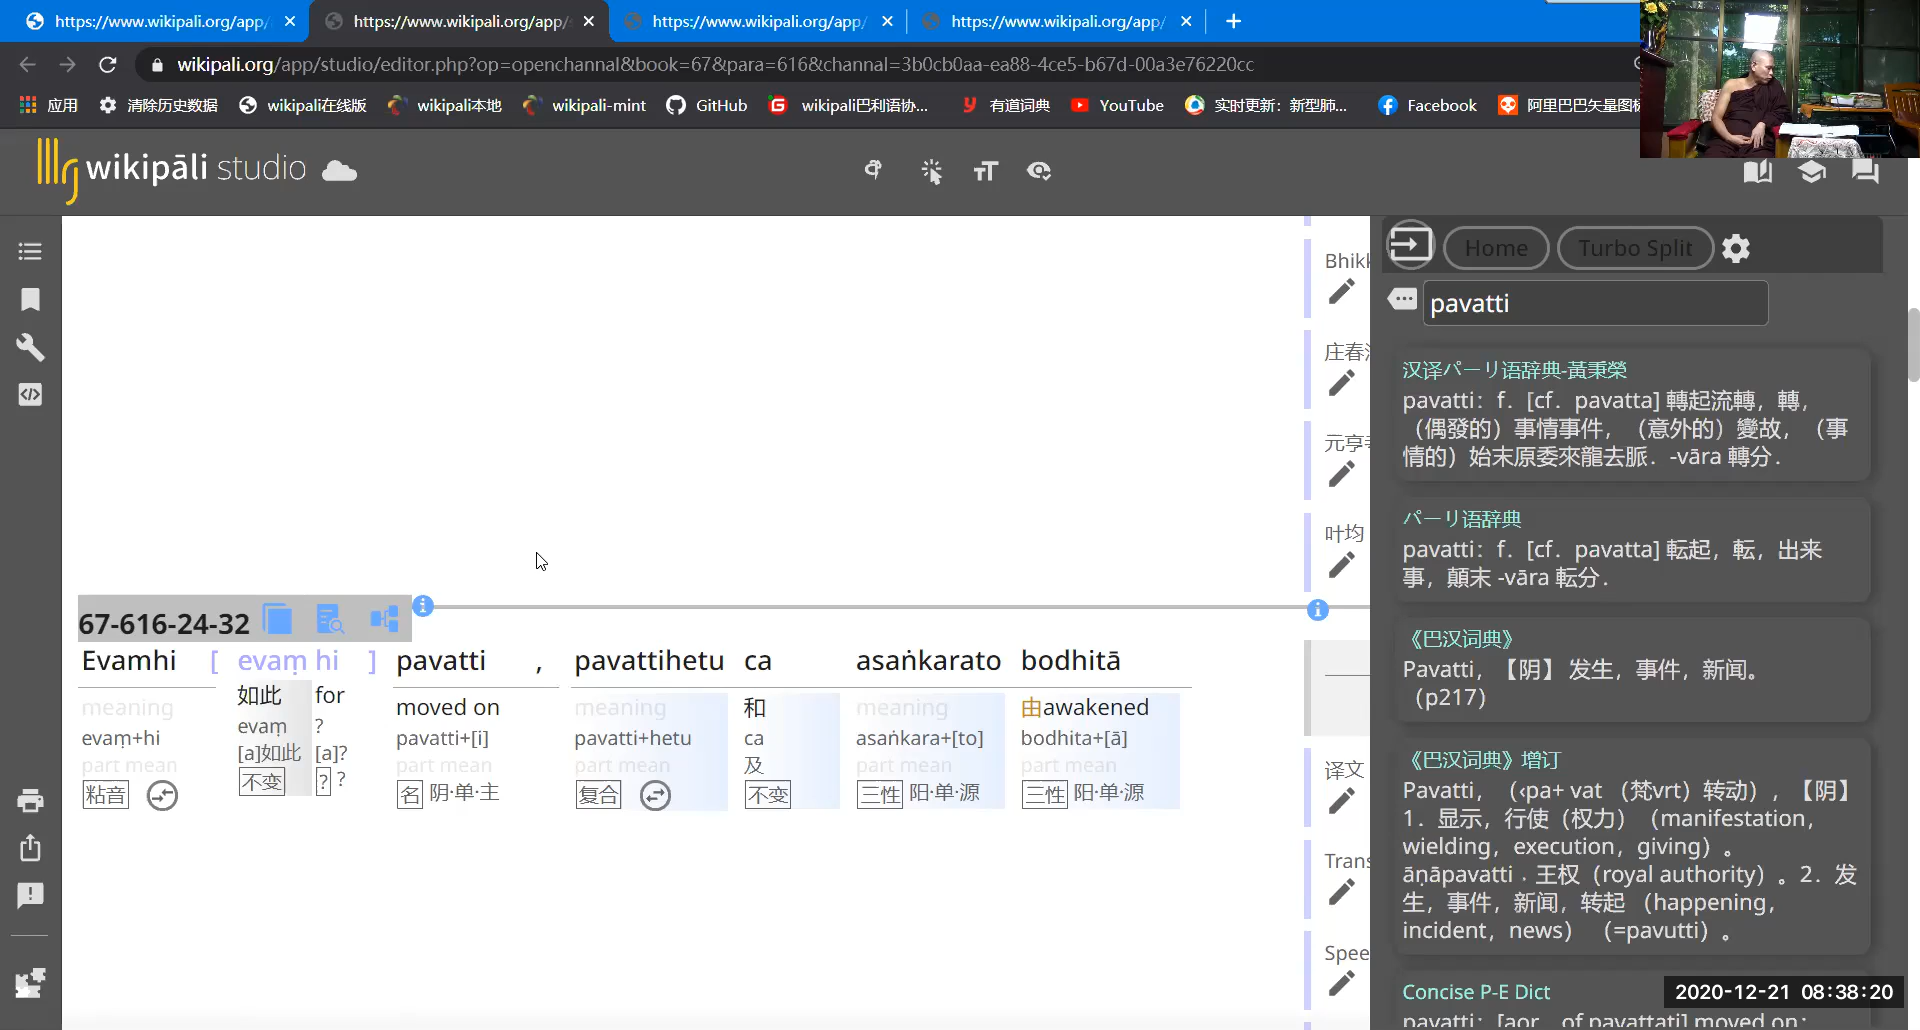 https://www.wikipali.org/app/
https://www.wikipali.org/app/
https://www.wikipali.org/app/
https://www.wikipali.org/app/
wikipali.org/app/studio/editor.php?op=openchannal&book=67&para=616&channal=3b0cb0aa-ea88-4ce5-b67d-00a3e76220cc
应用 清除历史数据 wikipali在线版 wikipali本地 wikipali-mint GitHub wikipali巴利语协... 有道词典 YouTube 实时更新：新型肺... Facebook 阿里巴巴矢量图标
wikipāli studio
Home Turbo Split
pavatti
Bhikk
庄春
元亨
叶均
译文
Trans
Spee
67-616-24-32
Evamhi [ evaṃ hi ] pavatti , pavattihetu ca asaṅkarato bodhitā
meaning 如此 for moved on meaning 和 meaning 由awakened
evaṃ+hi evaṃ ? pavatti+[i] pavatti+hetu ca asaṅkara+[to] bodhita+[ā]
part mean [a]如此 [a]? part mean part mean 及 part mean part mean
粘音 不变 ? ? 名 阴·单·主 复合 不变 三性 阳·单·源 三性 阳·单·源
汉译パーリ语辞典-黃秉榮
pavatti: f. [cf. pavatta] 轉起流轉, 轉,
（偶發的）事情事件, （意外的）變故, （事
情的）始末原委來龍去脈. -vāra 轉分.
パーリ语辞典
pavatti: f. [cf. pavatta] 転起, 転, 出来
事, 顛末 -vāra 転分.
《巴汉词典》
Pavatti, 【阴】 发生，事件，新闻。
（p217）
《巴汉词典》增订
Pavatti, （‹pa+ vat （梵vrt）转动）, 【阴】
1. 显示，行使（权力）（manifestation,
wielding, execution, giving）。
āṇāpavatti . 王权（royal authority）。2. 发
生，事件，新闻，转起 （happening,
incident, news） （=pavutti）。
Concise P-E Dict
pavatti: [aor. of pavattati] moved on;
2020-12-21 08:38:20